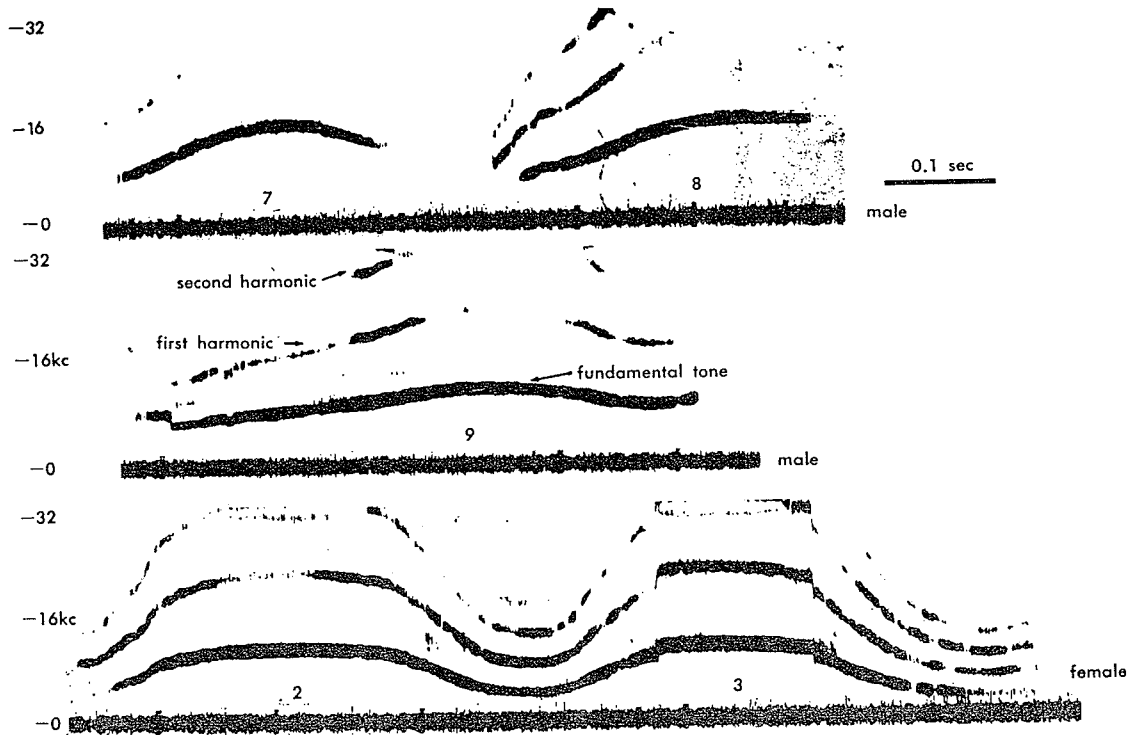 —32
—16
0.1 sec
7
8
—0
male
—32
second harmonic
first harmonic
—16kc
fundamental tone
9
—0
male
—32
—16kc
female
2
3
—0